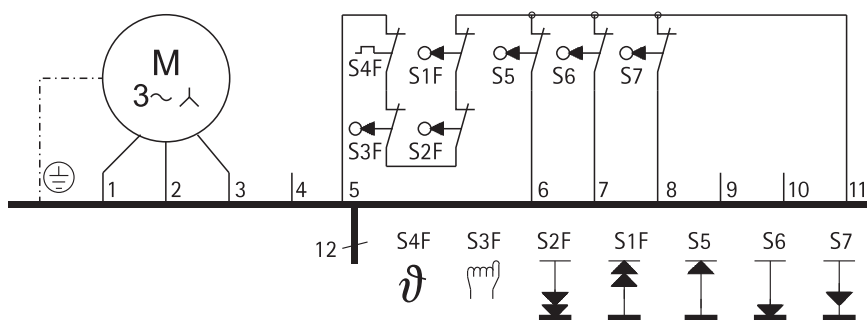 M
3~
S4F S1F S5 S6 S7
S3F S2F
1 2 3 4 5 6 7 8 9 10 11
12 S4F S3F S2F S1F S5 S6 S7
ϑ